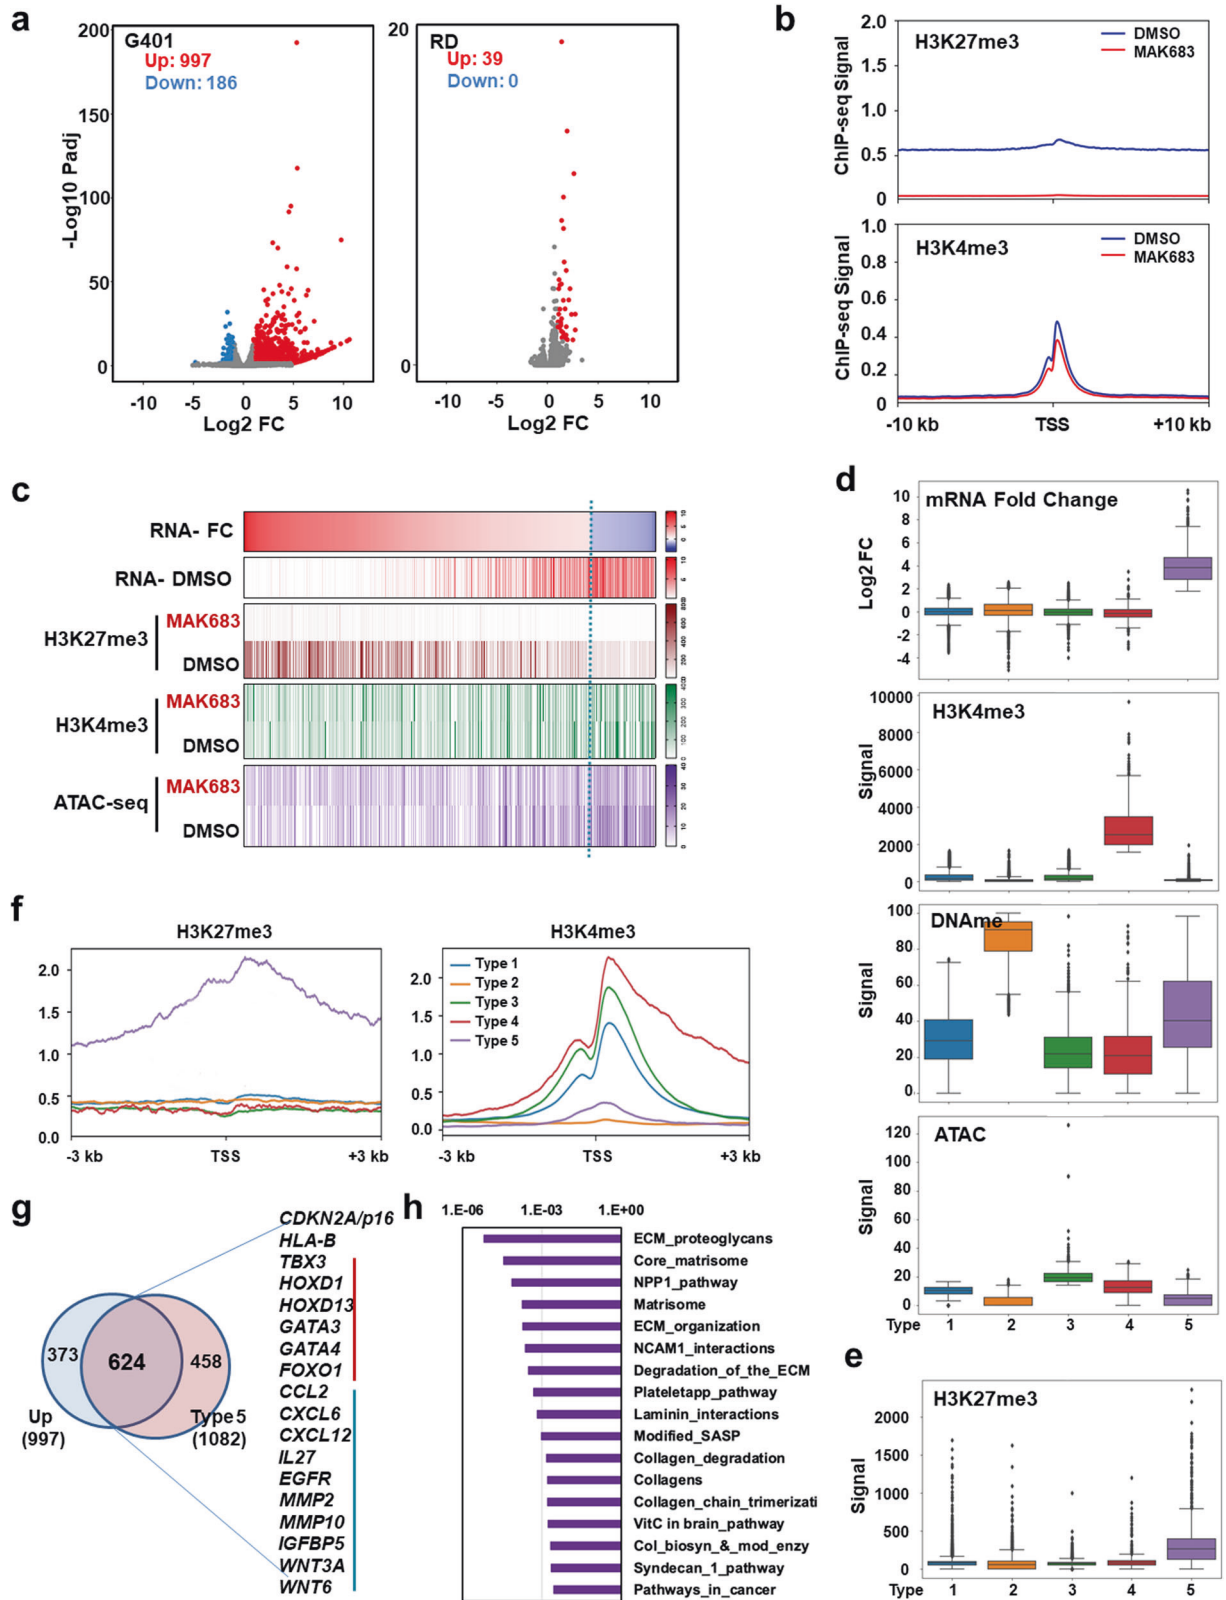 a
G401
Up: 997
Down: 186
200
150
100
50
0
-Log10 Padj
-10 -5 0 5 10
Log2 FC
RD
Up: 39
Down: 0
20
0
-10 -5 0 5 10
Log2 FC
b
H3K27me3
DMSO
MAK683
2.0
1.5
1.0
0.5
0
ChIP-seq Signal
H3K4me3
DMSO
MAK683
1.0
0.8
0.6
0.4
0.2
0
ChIP-seq Signal
-10 kb TSS +10 kb
c
RNA- FC
RNA- DMSO
H3K27me3
MAK683
DMSO
H3K4me3
MAK683
DMSO
ATAC-seq
MAK683
DMSO
d
mRNA Fold Change
10
8
6
4
2
0
-2
-4
Log2 FC
H3K4me3
10000
8000
6000
4000
2000
0
Signal
DNAme
100
80
60
40
20
0
Signal
ATAC
120
100
80
60
40
20
0
Signal
Type 1 2 3 4 5
e
H3K27me3
2000
1500
1000
500
0
Signal
Type 1 2 3 4 5
f
H3K27me3
2.0
1.5
1.0
0.5
0.0
-3 kb TSS +3 kb
H3K4me3
Type 1
Type 2
Type 3
Type 4
Type 5
2.0
1.5
1.0
0.5
0.0
-3 kb TSS +3 kb
g
373
624
458
Up
(997)
Type 5
(1082)
CDKN2A/p16
HLA-B
TBX3
HOXD1
HOXD13
GATA3
GATA4
FOXO1
CCL2
CXCL6
CXCL12
IL27
EGFR
MMP2
MMP10
IGFBP5
WNT3A
WNT6
h
1.E-06 1.E-03 1.E+00
ECM_proteoglycans
Core_matrisome
NPP1_pathway
Matrisome
ECM_organization
NCAM1_interactions
Degradation_of_the_ECM
Plateletapp_pathway
Laminin_interactions
Modified_SASP
Collagen_degradation
Collagens
Collagen_chain_trimerizati
VitC in brain_pathway
Col_biosyn_&_mod_enzy
Syndecan_1_pathway
Pathways_in_cancer